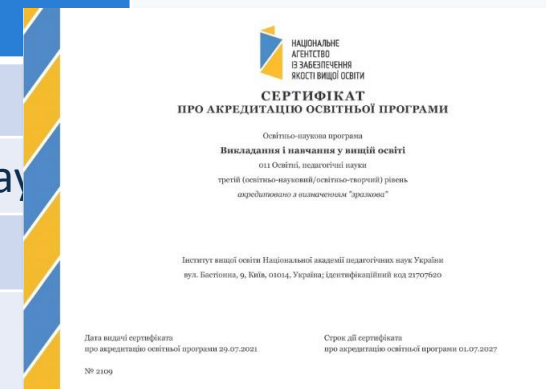 НАЦІОНАЛЬНЕ
АГЕНТСТВО
ІЗ ЗАБЕЗПЕЧЕННЯ
ЯКОСТІ ВИЩОЇ ОСВІТИ
СЕРТИФІКАТ
ПРО АКРЕДИТАЦІЮ ОСВІТНЬОЇ ПРОГРАМИ
Освітньо-наукова програма
Викладання і навчання у вищій освіті
011 Освітні, педагогічні науки
третій (освітньо-науковий/освітньо-творчий) рівень
акредитовано з визначенням "зразкова"
ау
Інститут вищої освіти Національної академії педагогічних наук України
вул. Бастіонна, 9, Київ, 01014, Україна; ідентифікаційний код 21707620
Дата видачі сертифіката
про акредитацію освітньої програми 29.07.2021
Строк дії сертифіката
про акредитацію освітньої програми 01.07.2027
№ 2109